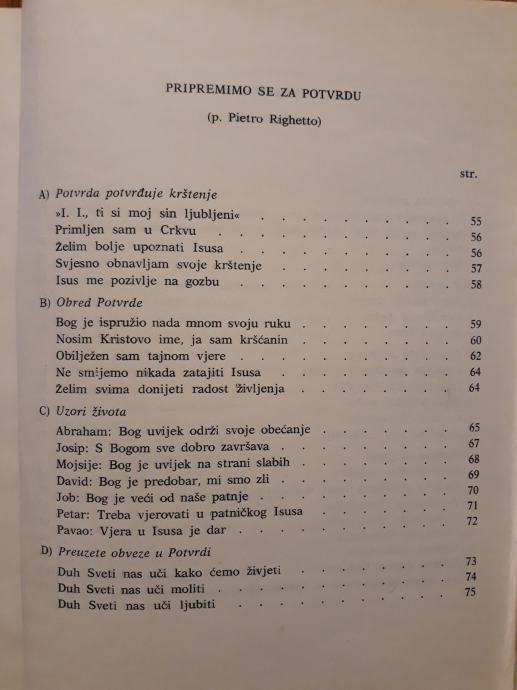 PRIPREMIMO SE ZA POTVRDU
(p. Pietro Righetto)
str.
A) Potvrda potvrđuje krštenje
»I. I., ti si moj sin ljubljeni« . . . . . . . . . . 55
Primljen sam u Crkvu . . . . . . . . . . 56
Želim bolje upoznati Isusa . . . . . . . . . . 56
Svjesno obnavljam svoje krštenje . . . . . . . . 57
Isus me pozivlje na gozbu . . . . . . . . . . 58
B) Obred Potvrde
Bog je ispružio nada mnom svoju ruku . . . . . . . 59
Nosim Kristovo ime, ja sam kršćanin . . . . . . . 60
Obilježen sam tajnom vjere . . . . . . . . . 62
Ne smijemo nikada zatajiti Isusa . . . . . . . . 64
Želim svima donijeti radost življenja . . . . . . . 64
C) Uzori života
Abraham: Bog uvijek održi svoje obećanje . . . . . . 65
Josip: S Bogom sve dobro završava . . . . . . . . 67
Mojsije: Bog je uvijek na strani slabih . . . . . . . 68
David: Bog je predobar, mi smo zli . . . . . . . . 69
Job: Bog je veći od naše patnje . . . . . . . . . 70
Petar: Treba vjerovati u patničkog Isusa . . . . . . . 71
Pavao: Vjera u Isusa je dar . . . . . . . . . . 72
D) Preuzete obveze u Potvrdi
Duh Sveti nas uči kako ćemo živjeti . . . . . . . . 73
Duh Sveti nas uči moliti . . . . . . . . . . 74
Duh Sveti nas uči ljubiti . . . . . . . . . . 75